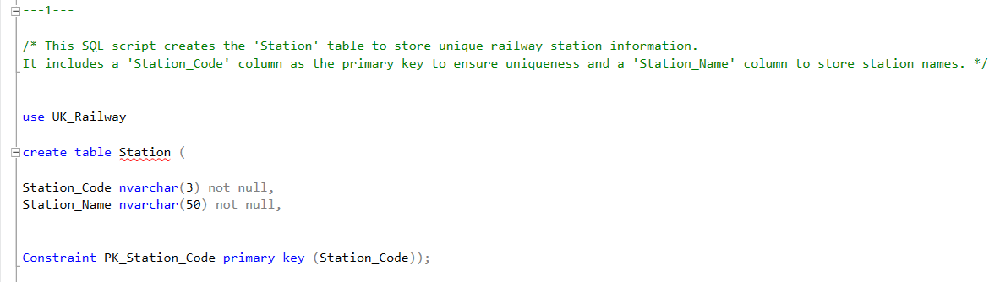 ---1---
/* This SQL script creates the 'Station' table to store unique railway station information.
It includes a 'Station_Code' column as the primary key to ensure uniqueness and a 'Station_Name' column to store station names. */
use UK_Railway
create table Station (
Station_Code nvarchar(3) not null,
Station_Name nvarchar(50) not null,
Constraint PK_Station_Code primary key (Station_Code));